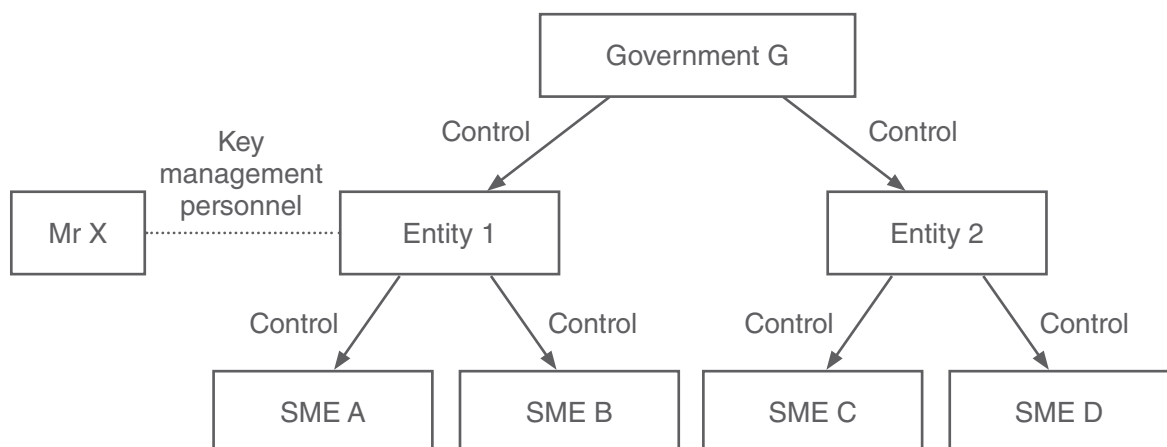 Government G
Control
Control
Key
management
personnel
Mr X
Entity 1
Entity 2
Control
Control
Control
Control
SME A
SME B
SME C
SME D